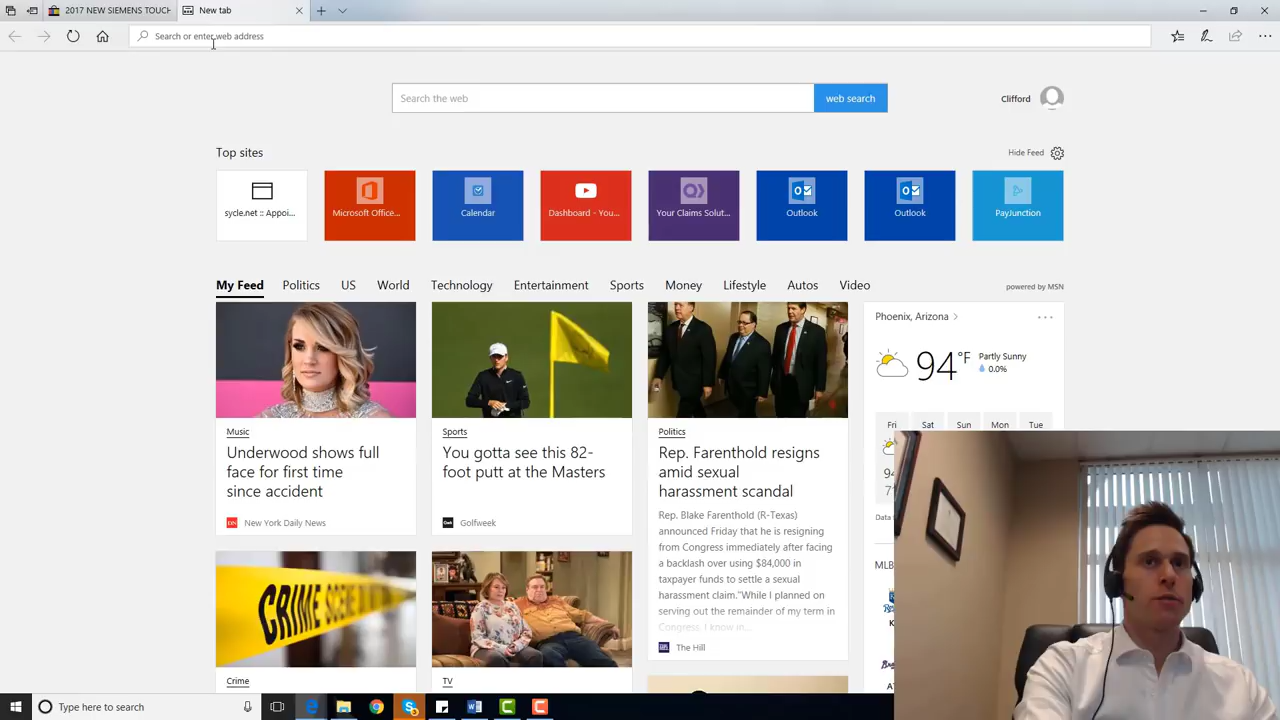 2017 NEW SIEMENS TOUCH
New tab
Search or enter web address
Search the web
web search
Clifford
Top sites
Hide Feed
sycle.net :: Appoi...
Microsoft Office...
Calendar
Dashboard - You...
Your Claims Solut...
Outlook
Outlook
PayJunction
My Feed
Politics
US
World
Technology
Entertainment
Sports
Money
Lifestyle
Autos
Video
powered by MSN
Phoenix, Arizona
94 °F
Partly Sunny
0.0%
Fri
Sat
Sun
Mon
Tue
Music
Underwood shows full
face for first time
since accident
New York Daily News
Sports
You gotta see this 82-
foot putt at the Masters
Golfweek
Politics
Rep. Farenthold resigns
amid sexual
harassment scandal
Rep. Blake Farenthold (R-Texas)
announced Friday that he is resigning
from Congress immediately after facing
a backlash over using $84,000 in
taxpayer funds to settle a sexual
harassment claim."While I planned on
serving out the remainder of my term in
Congress, I know in...
The Hill
CRIME SCENE
Crime
TV
MLB
Type here to search